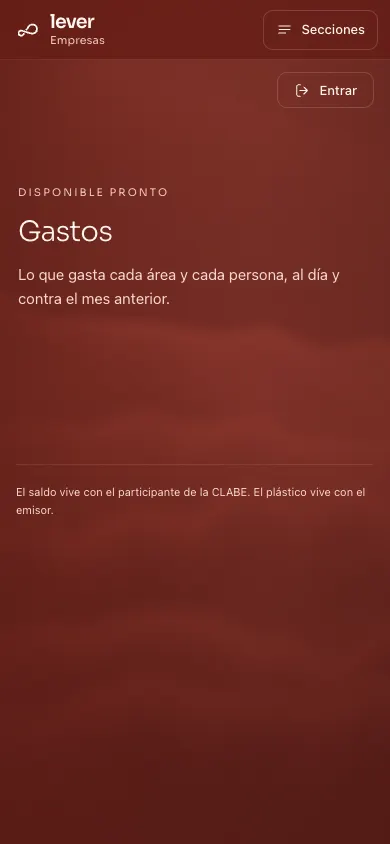 lever
Empresas
Secciones
Entrar
DISPONIBLE PRONTO
Gastos
Lo que gasta cada área y cada persona, al día y
contra el mes anterior.
El saldo vive con el participante de la CLABE. El plástico vive con el
emisor.